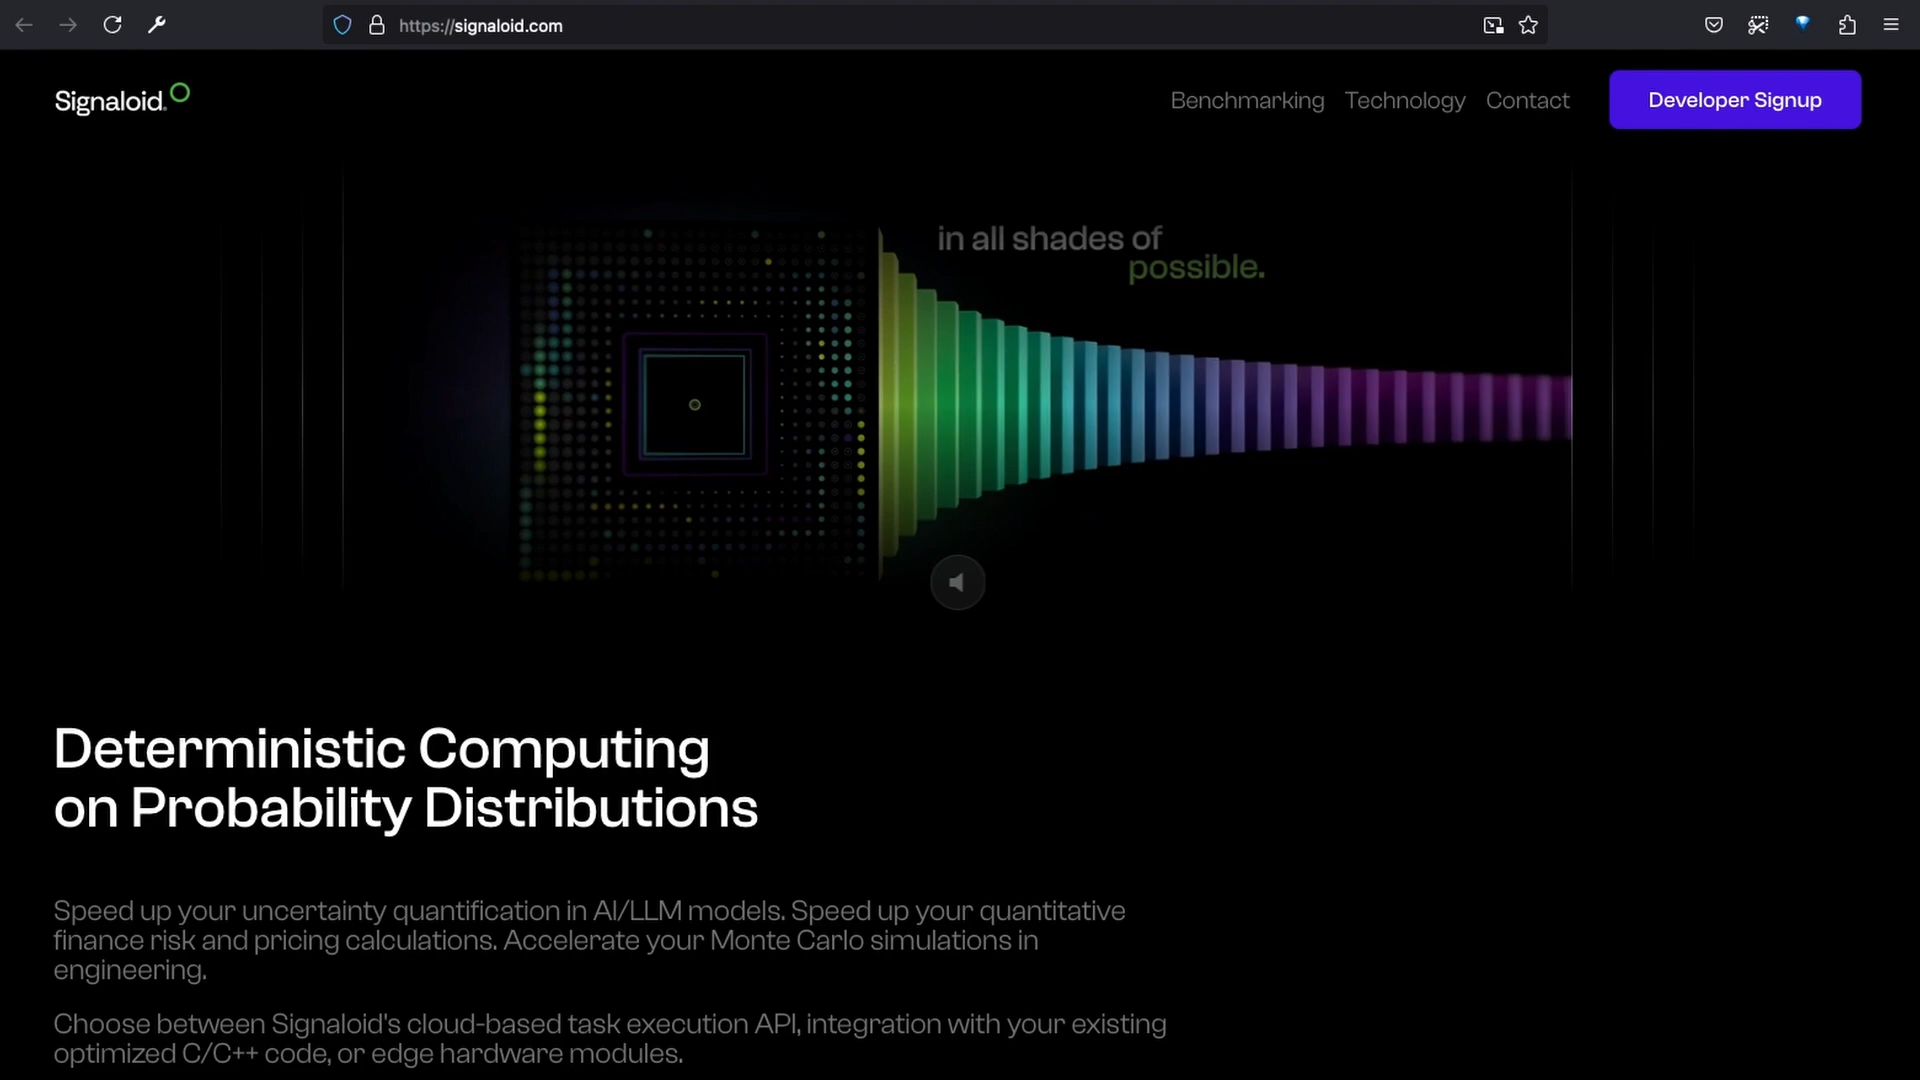 https://signaloid.com
Signaloid.
Benchmarking
Technology
Contact
Developer Signup
in all shades of
possible.
Deterministic Computing
on Probability Distributions
Speed up your uncertainty quantification in AI/LLM models. Speed up your quantitative
finance risk and pricing calculations. Accelerate your Monte Carlo simulations in
engineering.
Choose between Signaloid's cloud-based task execution API, integration with your existing
optimized C/C++ code, or edge hardware modules.